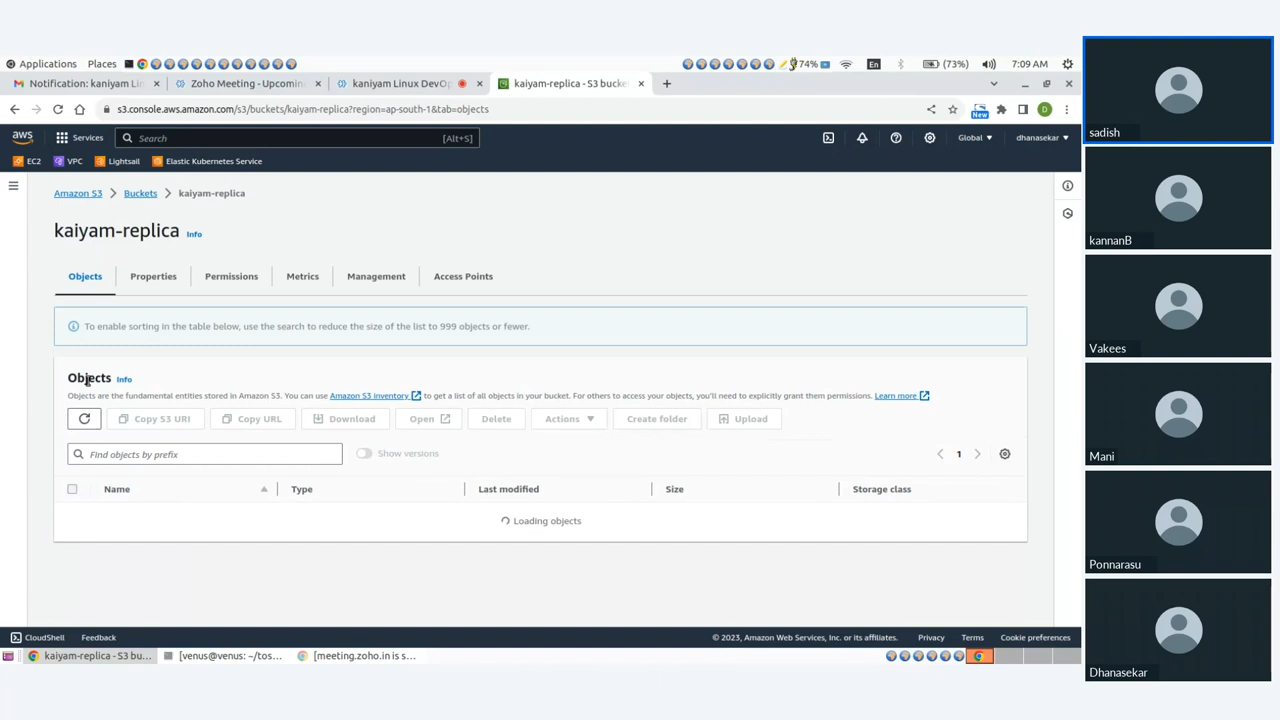 Applications Places 74% En (73%) 7:09 AM
Notification: kaniyam Lin Zoho Meeting - Upcomin kaniyam Linux DevO kaiyam-replica - S3 bucke
s3.console.aws.amazon.com/s3/buckets/kaiyam-replica?region=ap-south-1&tab=objects New D
aws Services Search [Alt+S] Global dhanasekar
EC2 VPC Lightsail Elastic Kubernetes Service
Amazon S3 Buckets kaiyam-replica
kaiyam-replica Info
Objects Properties Permissions Metrics Management Access Points
To enable sorting in the table below, use the search to reduce the size of the list to 999 objects or fewer.
Objects Info
Objects are the fundamental entities stored in Amazon S3. You can use Amazon S3 inventory to get a list of all objects in your bucket. For others to access your objects, you'll need to explicitly grant them permissions. Learn more
Copy S3 URI Copy URL Download Open Delete Actions Create folder Upload
Find objects by prefix Show versions 1
Name Type Last modified Size Storage class
Loading objects
CloudShell Feedback © 2023, Amazon Web Services, Inc. or its affiliates. Privacy Terms Cookie preferences
kaiyam-replica - S3 bu... [venus@venus: ~/tos... [meeting.zoho.in is s...
sadish
kannanB
Vakees
Mani
Ponnarasu
Dhanasekar